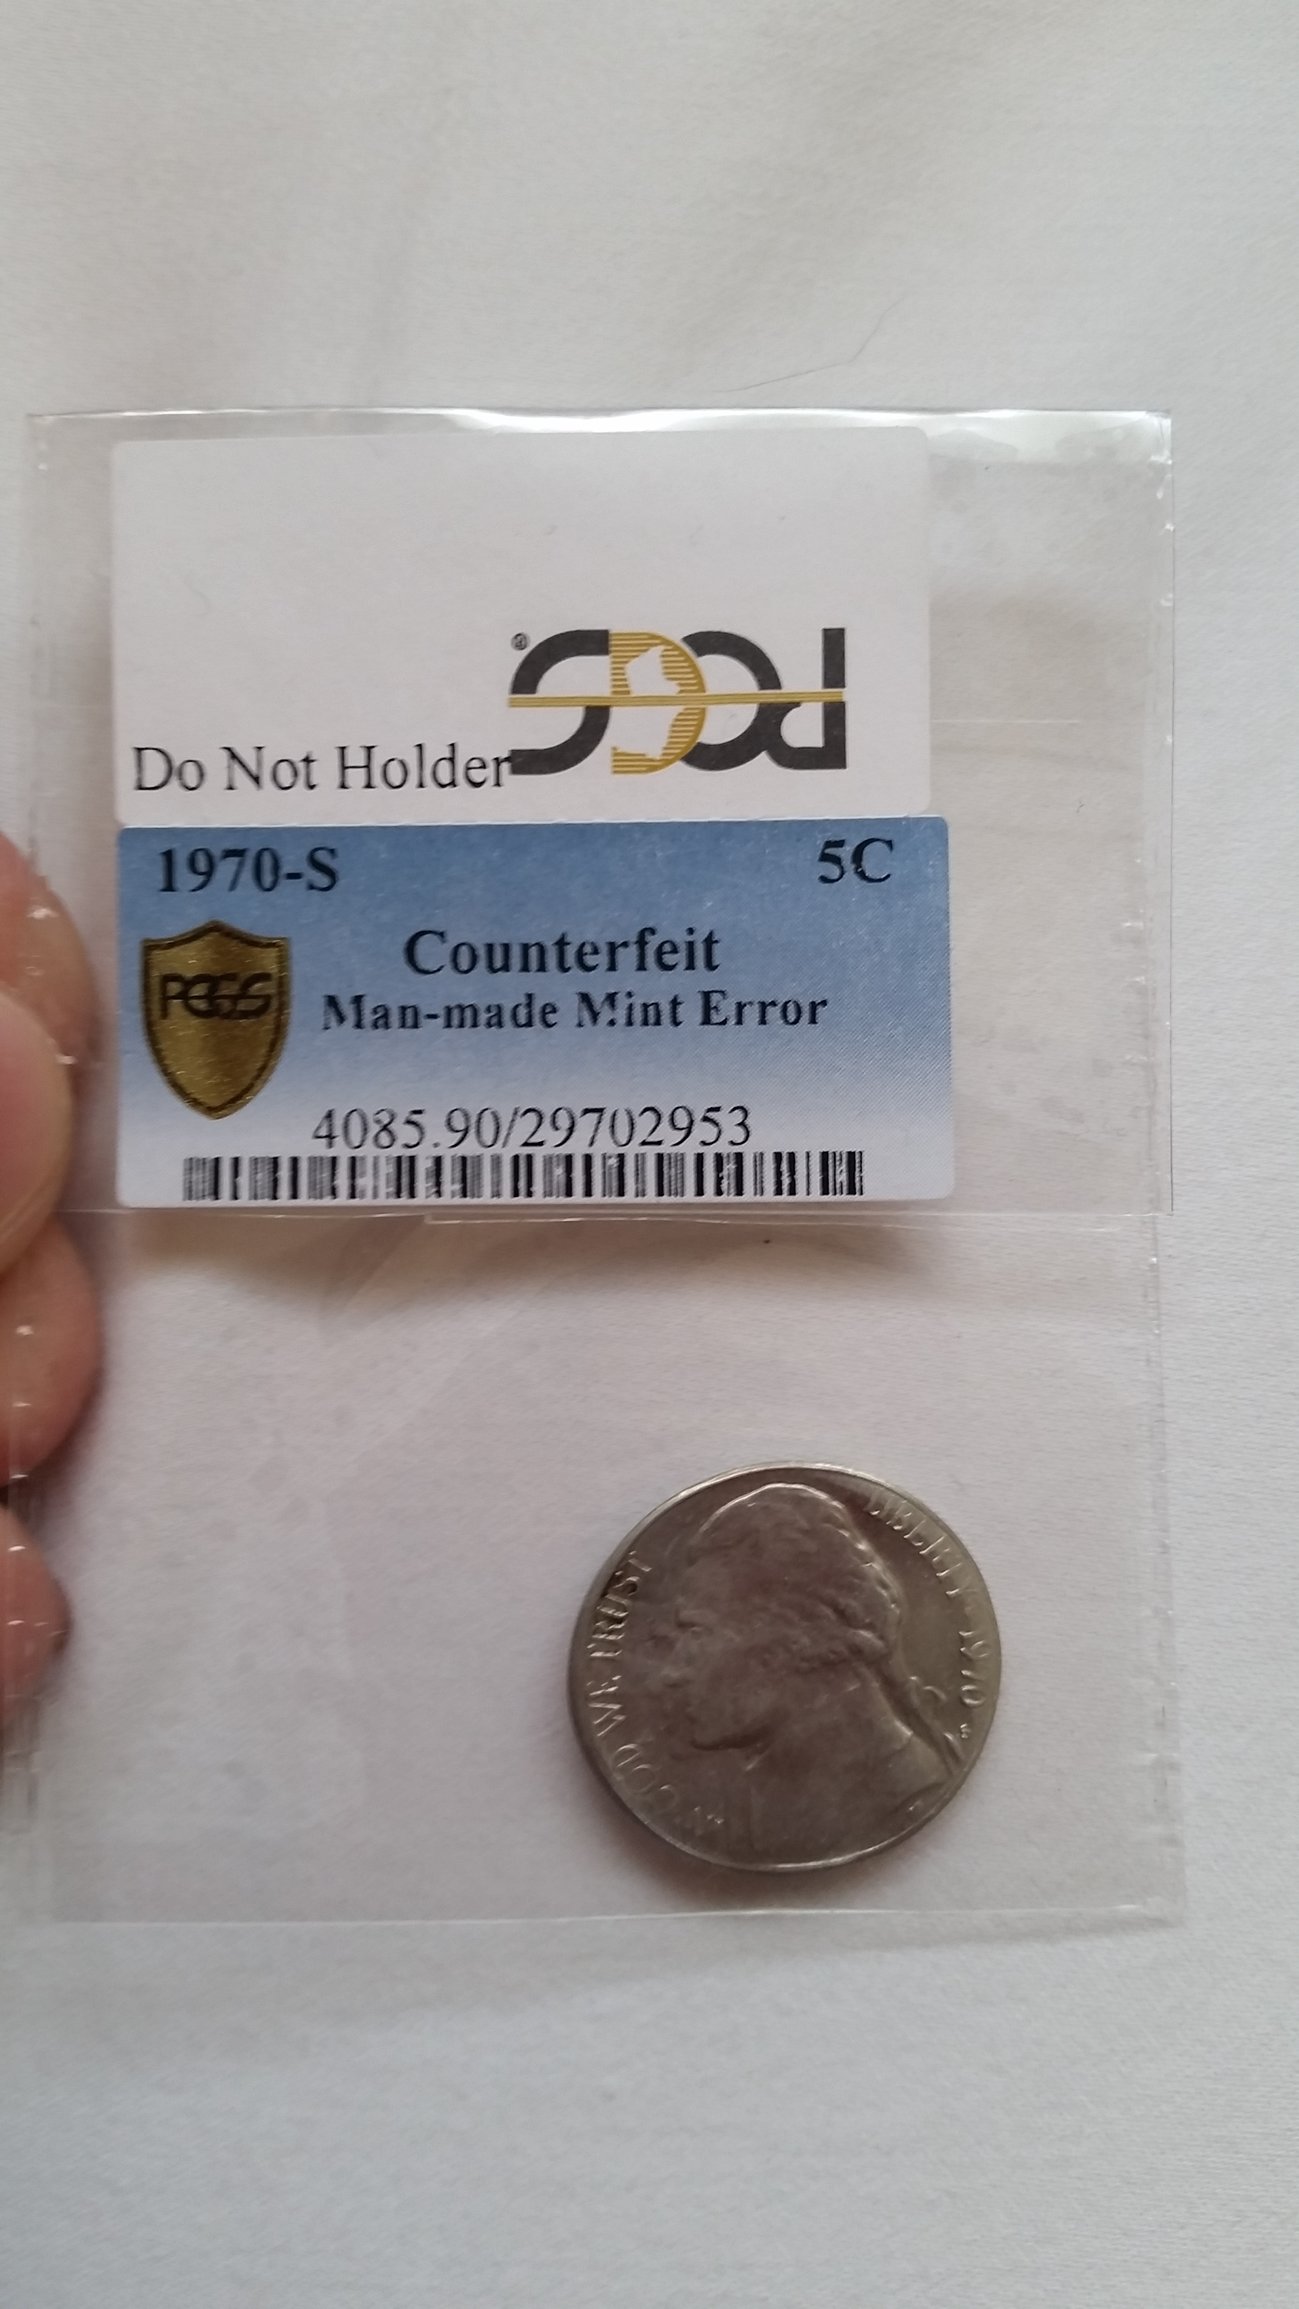 PCGS ®
Do Not Holder
1970-S 5C
PCGS
Counterfeit
Man-made Mint Error
4085.90/29702953
LIBERTY 1970 S
IN GOD WE TRUST